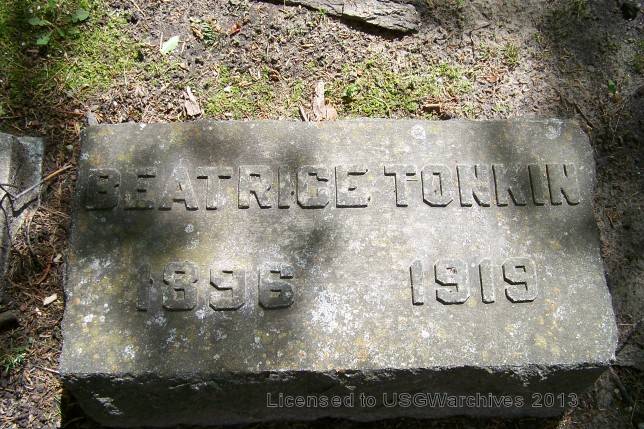 BEATRICE TONKIN
1896 1919
Licensed to USGWarchives 2013